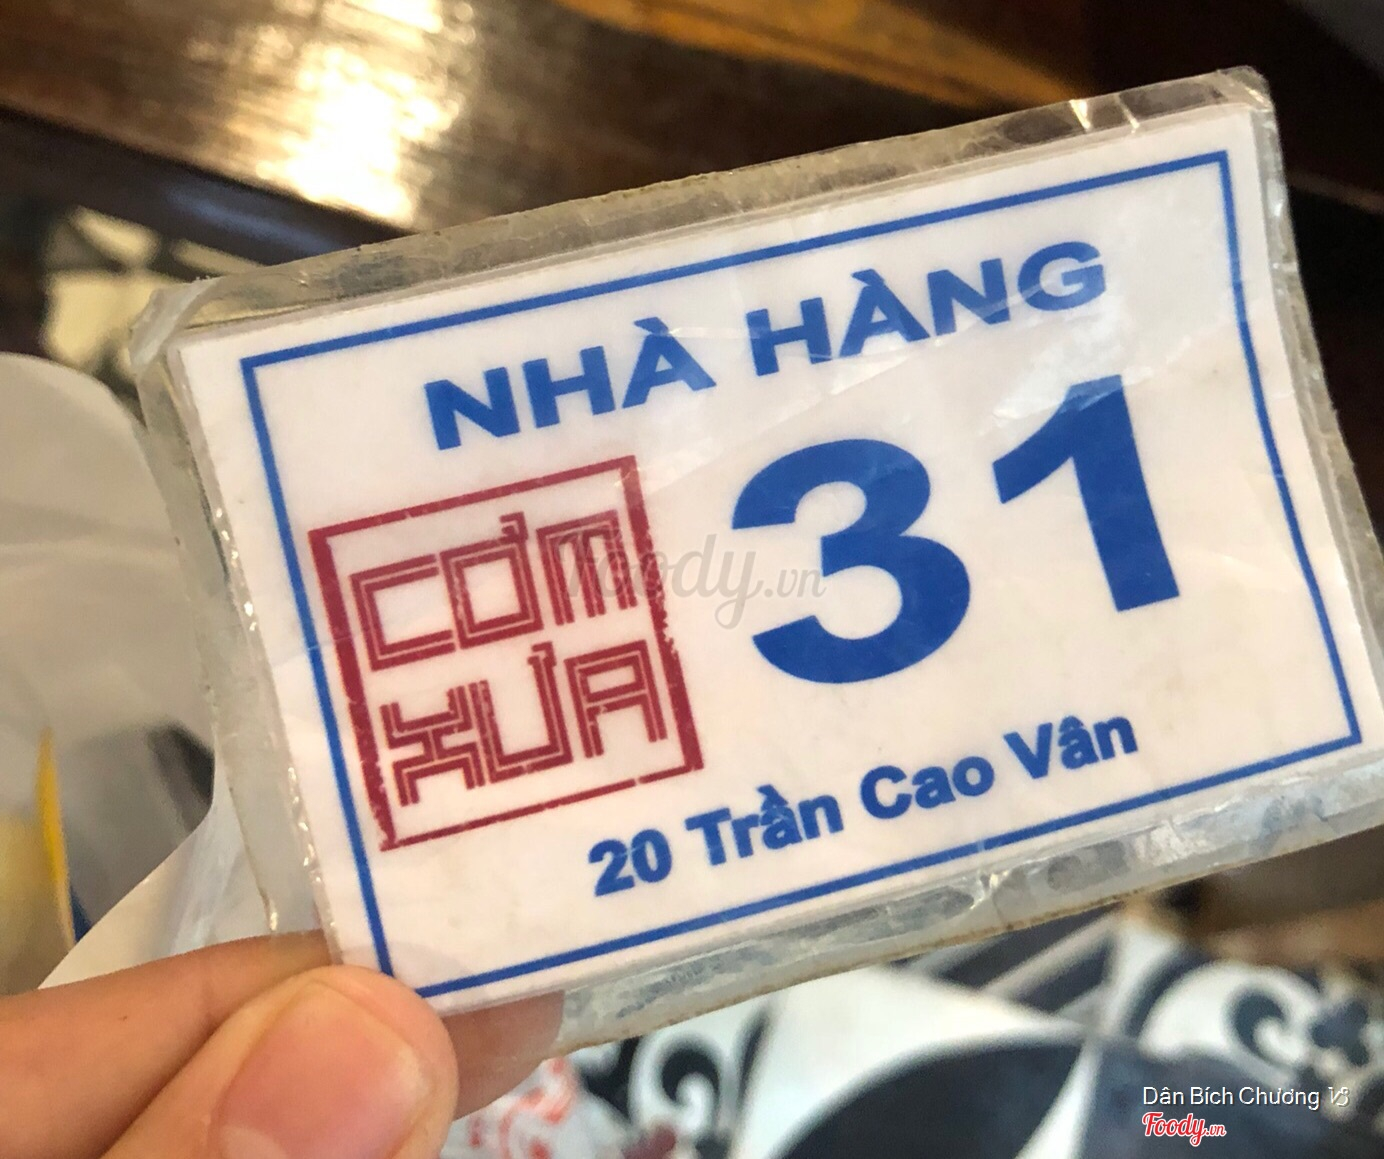 NHÀ HÀNG
31
CƠM
XƯA
20 Trần Cao Vân
Foody.vn
Dân Bích Chương
Foody.vn